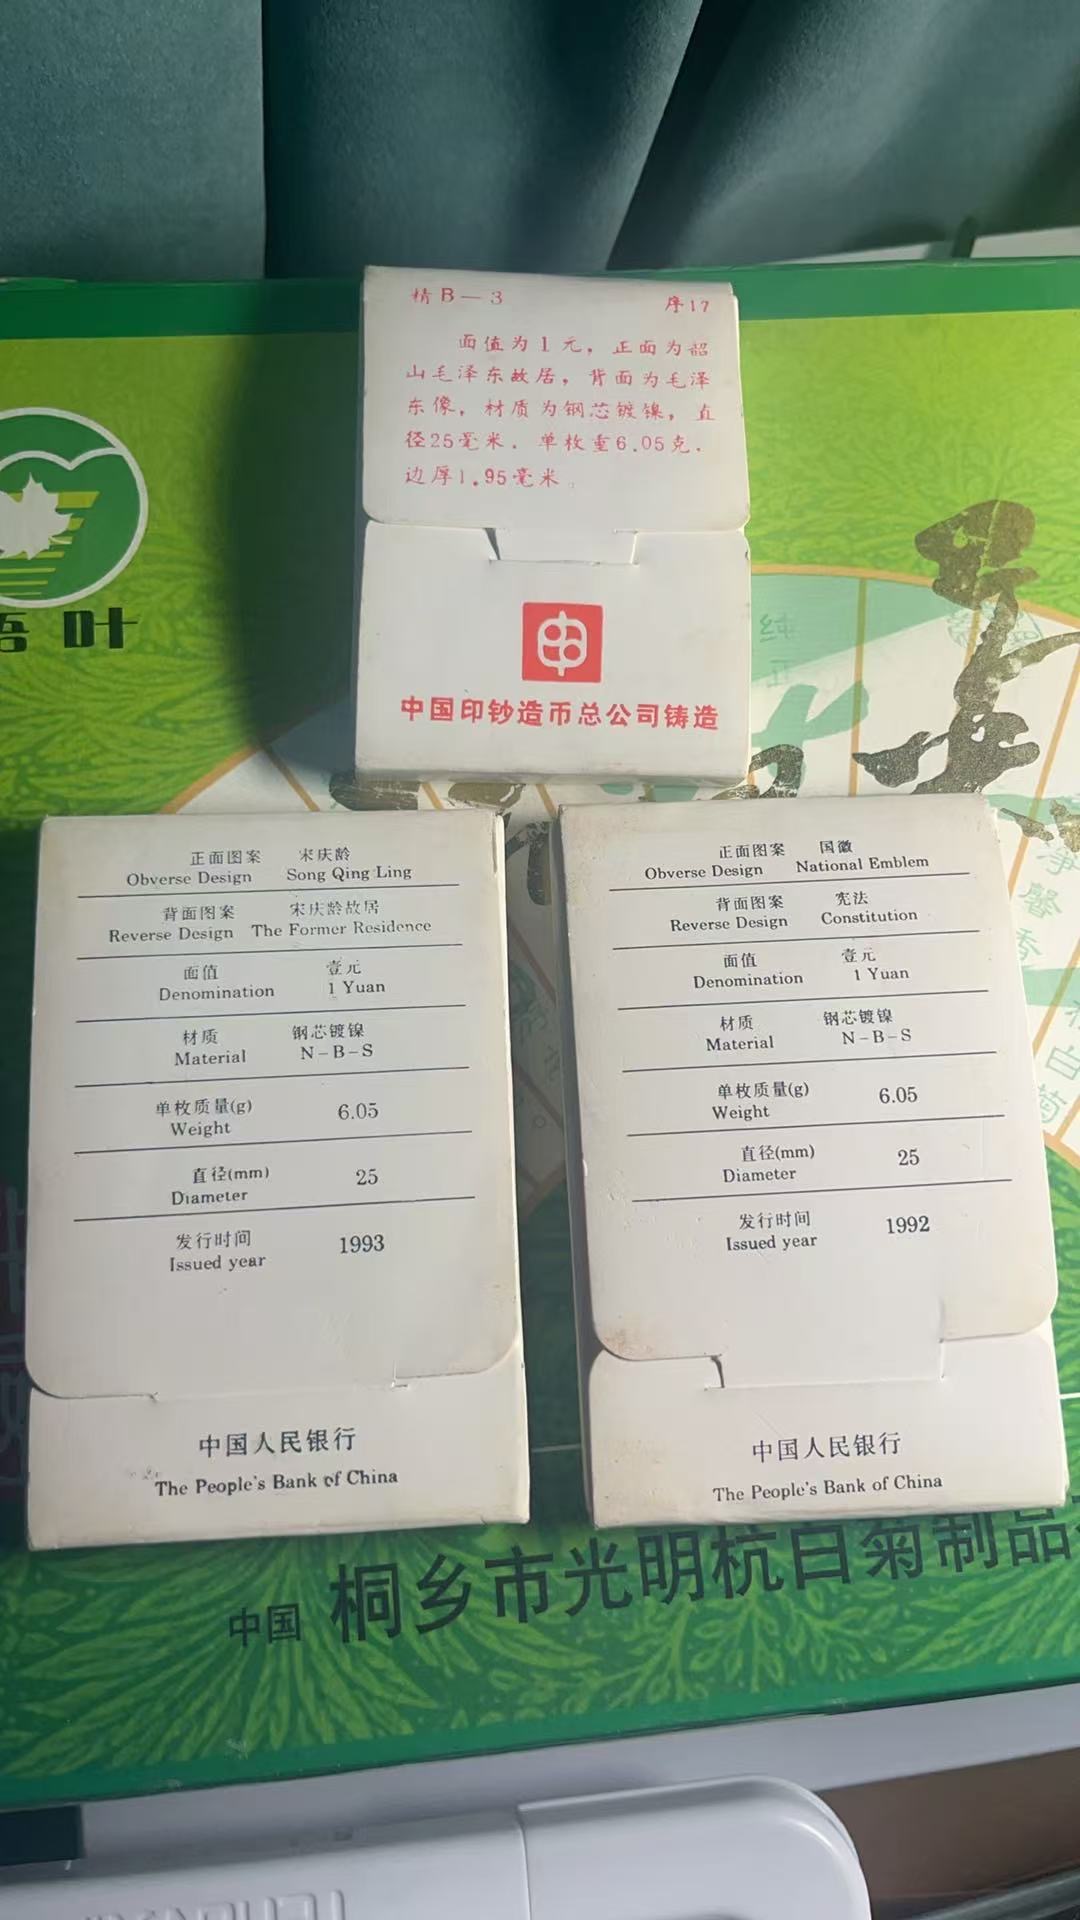 精B—3 序17
面值为1元，正面为韶
山毛泽东故居，背面为毛泽
东像，材质为钢芯镀镍，直
径25毫米．单枚重6.05克．
边厚1.95毫米。
中国印钞造币总公司铸造
叶
正面图案 宋庆龄
Obverse Design Song Qing Ling
背面图案 宋庆龄故居
Reverse Design The Former Residence
面值 壹元
Denomination 1 Yuan
材质 钢芯镀镍
Material N-B-S
单枚质量(g) 6.05
Weight
直径(mm) 25
Diameter
发行时间 1993
Issued year
中国人民银行
The People's Bank of China
正面图案 国徽
Obverse Design National Emblem
背面图案 宪法
Reverse Design Constitution
面值 壹元
Denomination 1 Yuan
材质 钢芯镀镍
Material N-B-S
单枚质量(g) 6.05
Weight
直径(mm) 25
Diameter
发行时间 1992
Issued year
中国人民银行
The People's Bank of China
中国 桐乡市光明杭白菊制品